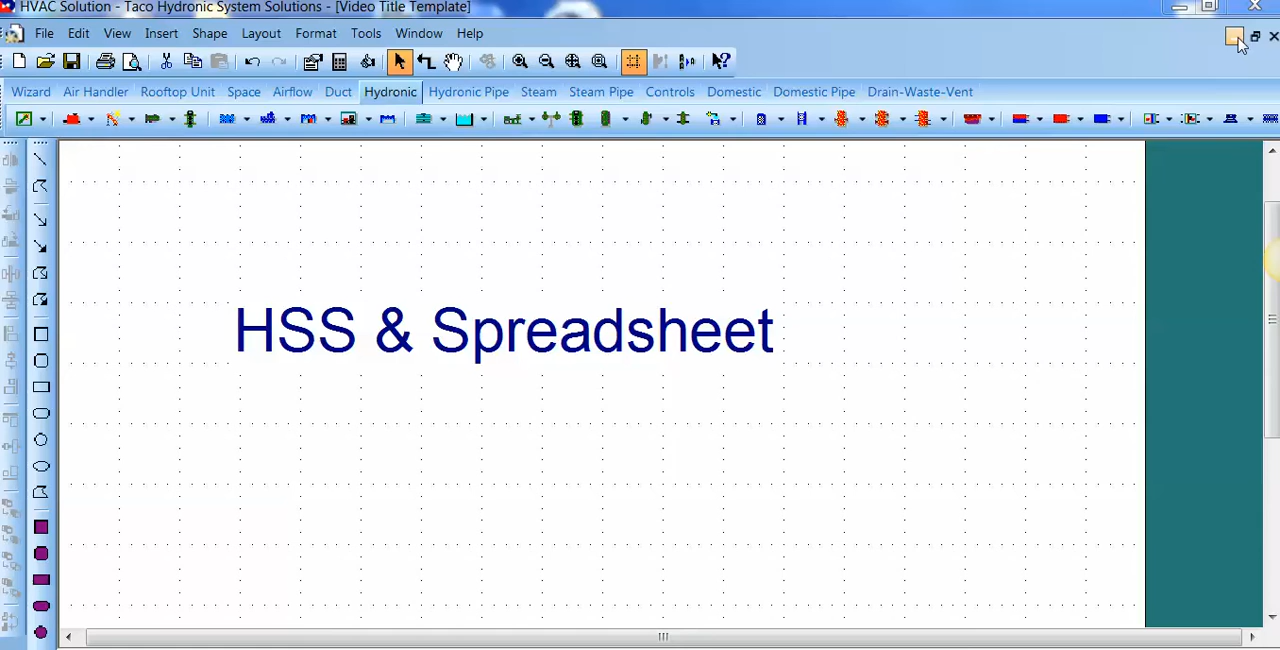 HVAC Solution - Taco Hydronic System Solutions - [Video Title Template]
File Edit View Insert Shape Layout Format Tools Window Help
Wizard Air Handler Rooftop Unit Space Airflow Duct Hydronic Hydronic Pipe Steam Steam Pipe Controls Domestic Domestic Pipe Drain-Waste-Vent
HSS & Spreadsheet